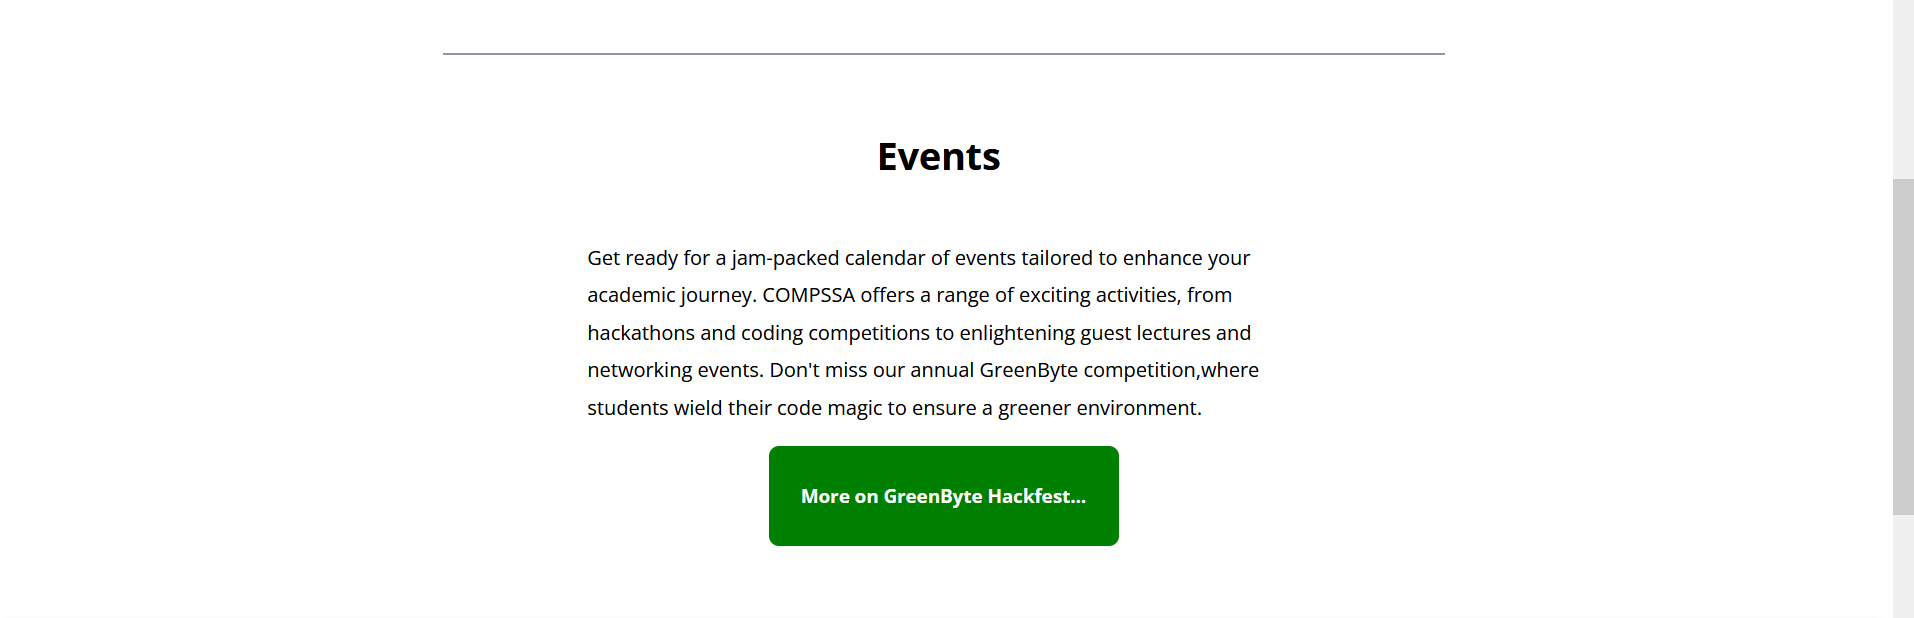 Events
Get ready for a jam-packed calendar of events tailored to enhance your
academic journey. COMPSSA offers a range of exciting activities, from
hackathons and coding competitions to enlightening guest lectures and
networking events. Don't miss our annual GreenByte competition,where
students wield their code magic to ensure a greener environment.
More on GreenByte Hackfest...